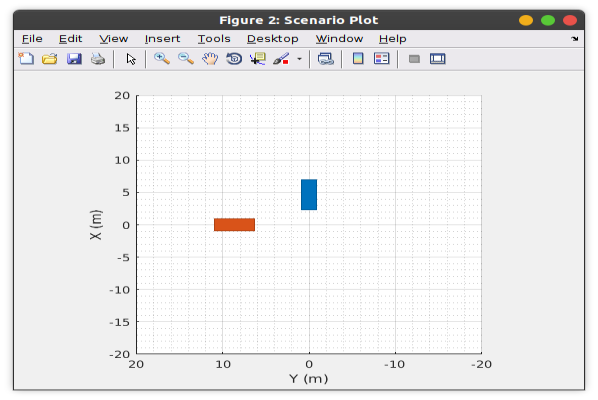 Figure 2: Scenario Plot
File Edit View Insert Tools Desktop Window Help
20
15
10
5
0
-5
-10
-15
-20
X (m)
20 10 0 -10 -20
Y (m)